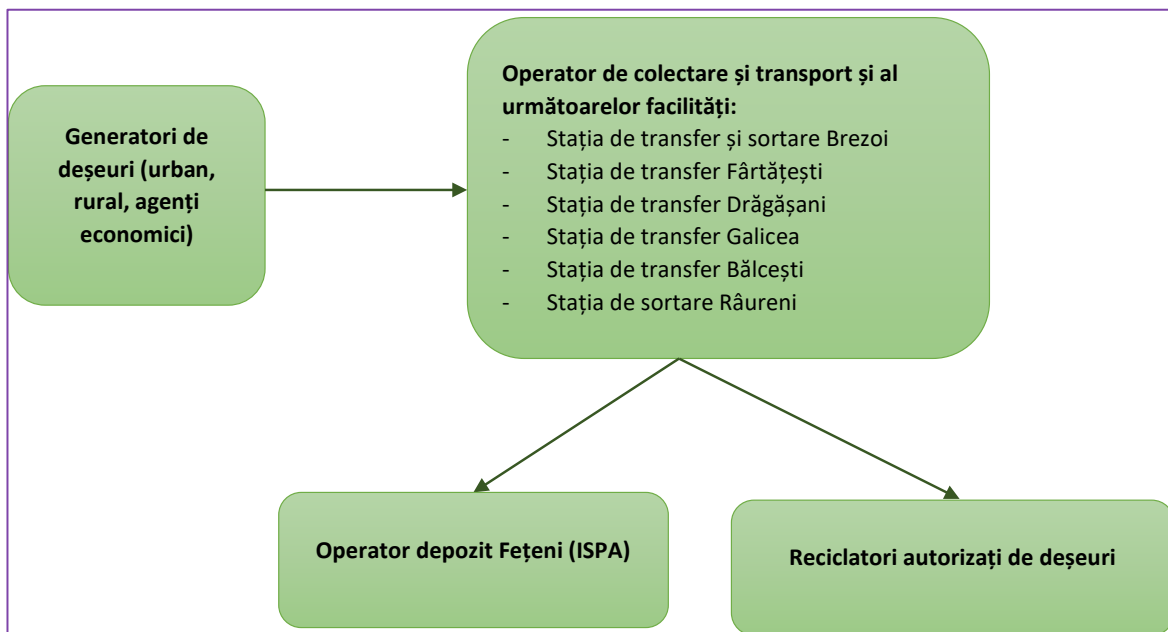 Generatori de
deșeuri (urban,
rural, agenți
economici)
Operator de colectare și transport și al
următoarelor facilități:
- Stația de transfer și sortare Brezoi
- Stația de transfer Fârtățești
- Stația de transfer Drăgășani
- Stația de transfer Galicea
- Stația de transfer Bălcești
- Stația de sortare Râureni
Operator depozit Fețeni (ISPA)
Reciclatori autorizați de deșeuri